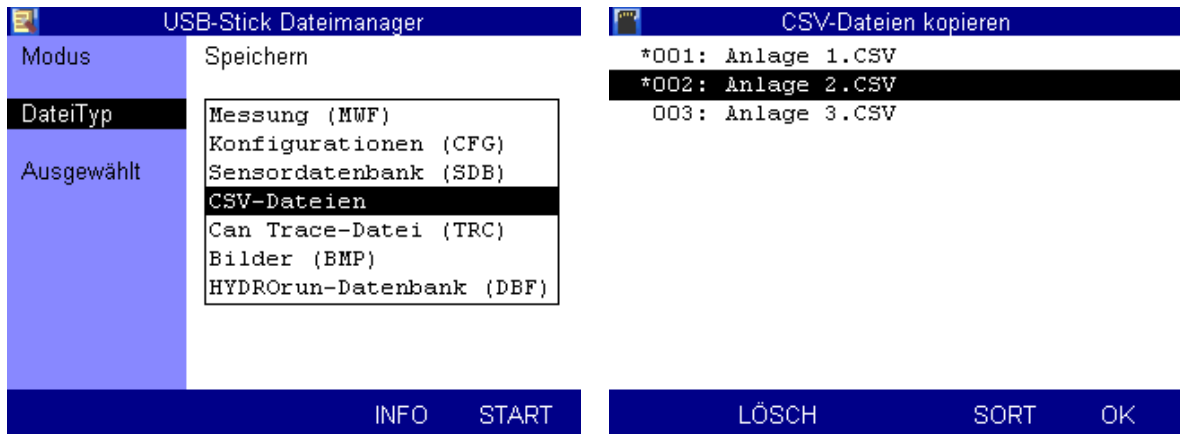 USB-Stick Dateimanager
Modus Speichern
DateiTyp
Messung (MWF)
Konfigurationen (CFG)
Ausgewählt
Sensordatenbank (SDB)
CSV-Dateien
Can Trace-Datei (TRC)
Bilder (BMP)
HYDROrun-Datenbank (DBF)
INFO START
CSV-Dateien kopieren
*001: Anlage 1.CSV
*002: Anlage 2.CSV
003: Anlage 3.CSV
LÖSCH SORT OK